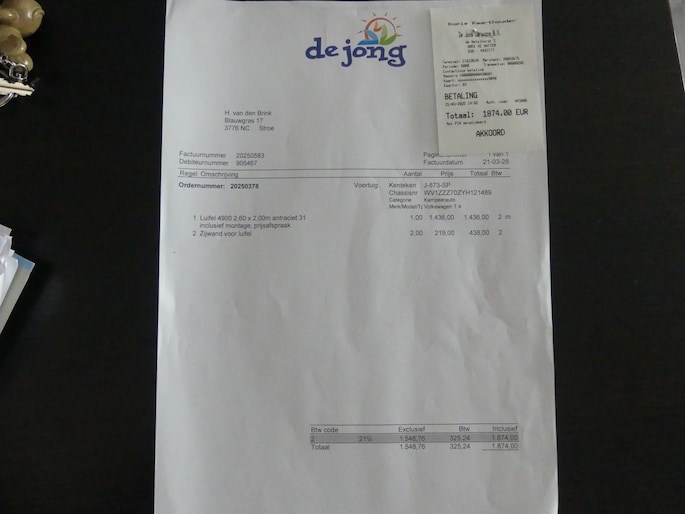 de jong
Kopie Kaarthouder
BETALING
Totaal: 1874.00 EUR
AKKOORD
H. van den Brink
Blauwgras 17
3776 NC Stroe
Factuurnummer 20250583 1 van 1
Debiteurnummer 905467 Factuurdatum 21-03-25
Regel Omschrijving Aantal Prijs Totaal Btw
Ordernummer: 20250378 Voertuig Kenteken J-873-SP
Chassisnr WV1ZZZ70ZYH121489
Categorie Kampeerauto
Merk/Model/Ty Volkswagen T 4
1 Luifel 4900 2,60 x 2.00m antraciet 31 1,00 1.436,00 1.436,00 2 m
Inclusief montage, prijsafspraak
2 Zijwand voor luifel 2,00 219,00 438,00 2
Btw code Exclusief Btw Inclusief
2 21% 1.548,76 325,24 1.874,00
Totaal 1.548,76 325,24 1.874,00